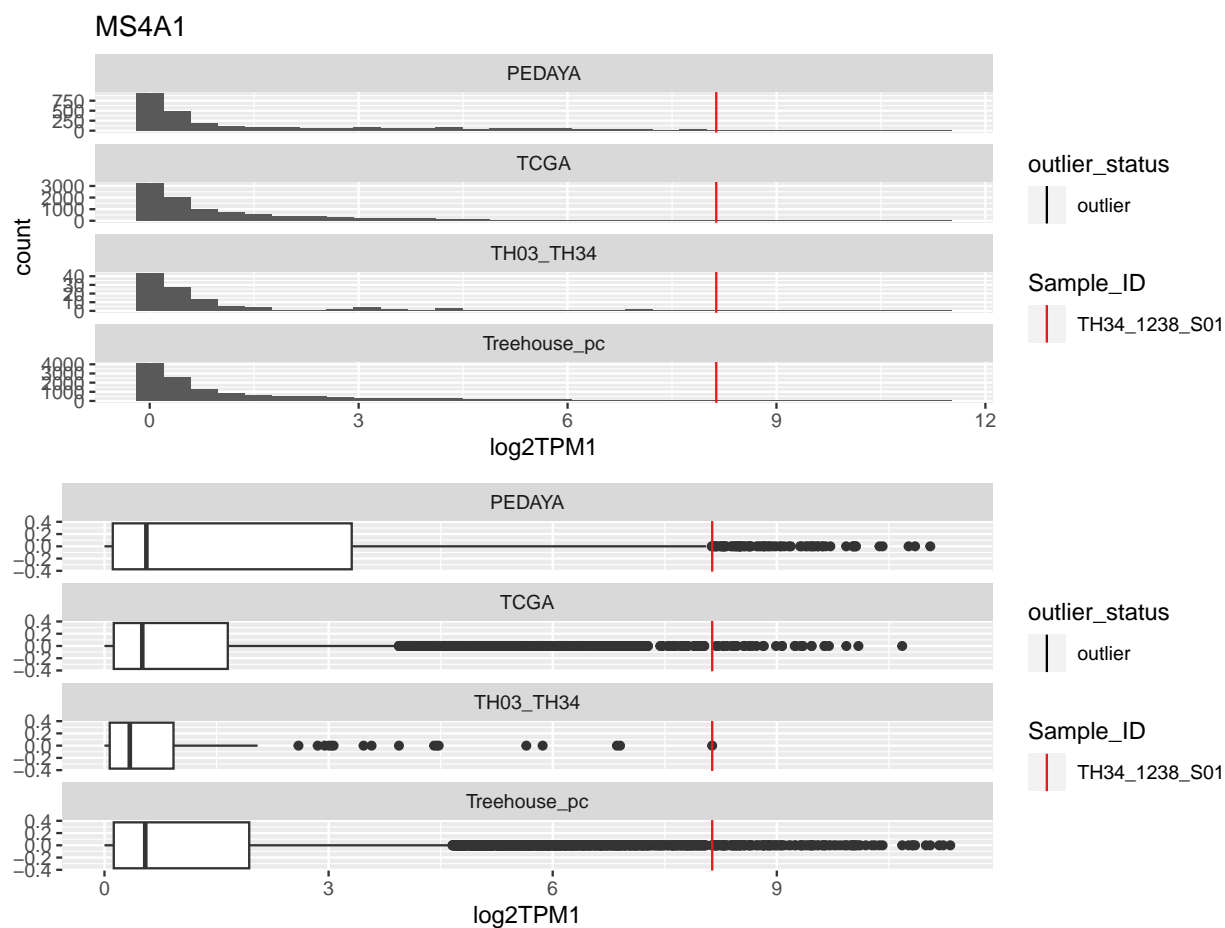 MS4A1
PEDAYA
750
500
250
0
TCGA
3000
2000
1000
0
TH03_TH34
40
30
20
10
0
Treehouse_pc
4000
3000
2000
1000
0
0 3 6 9 12
log2TPM1
count
outlier_status
outlier
Sample_ID
TH34_1238_S01
PEDAYA
0.4
0.2
0.0
−0.2
−0.4
TCGA
0.4
0.2
0.0
−0.2
−0.4
TH03_TH34
0.4
0.2
0.0
−0.2
−0.4
Treehouse_pc
0.4
0.2
0.0
−0.2
−0.4
0 3 6 9
log2TPM1
outlier_status
outlier
Sample_ID
TH34_1238_S01